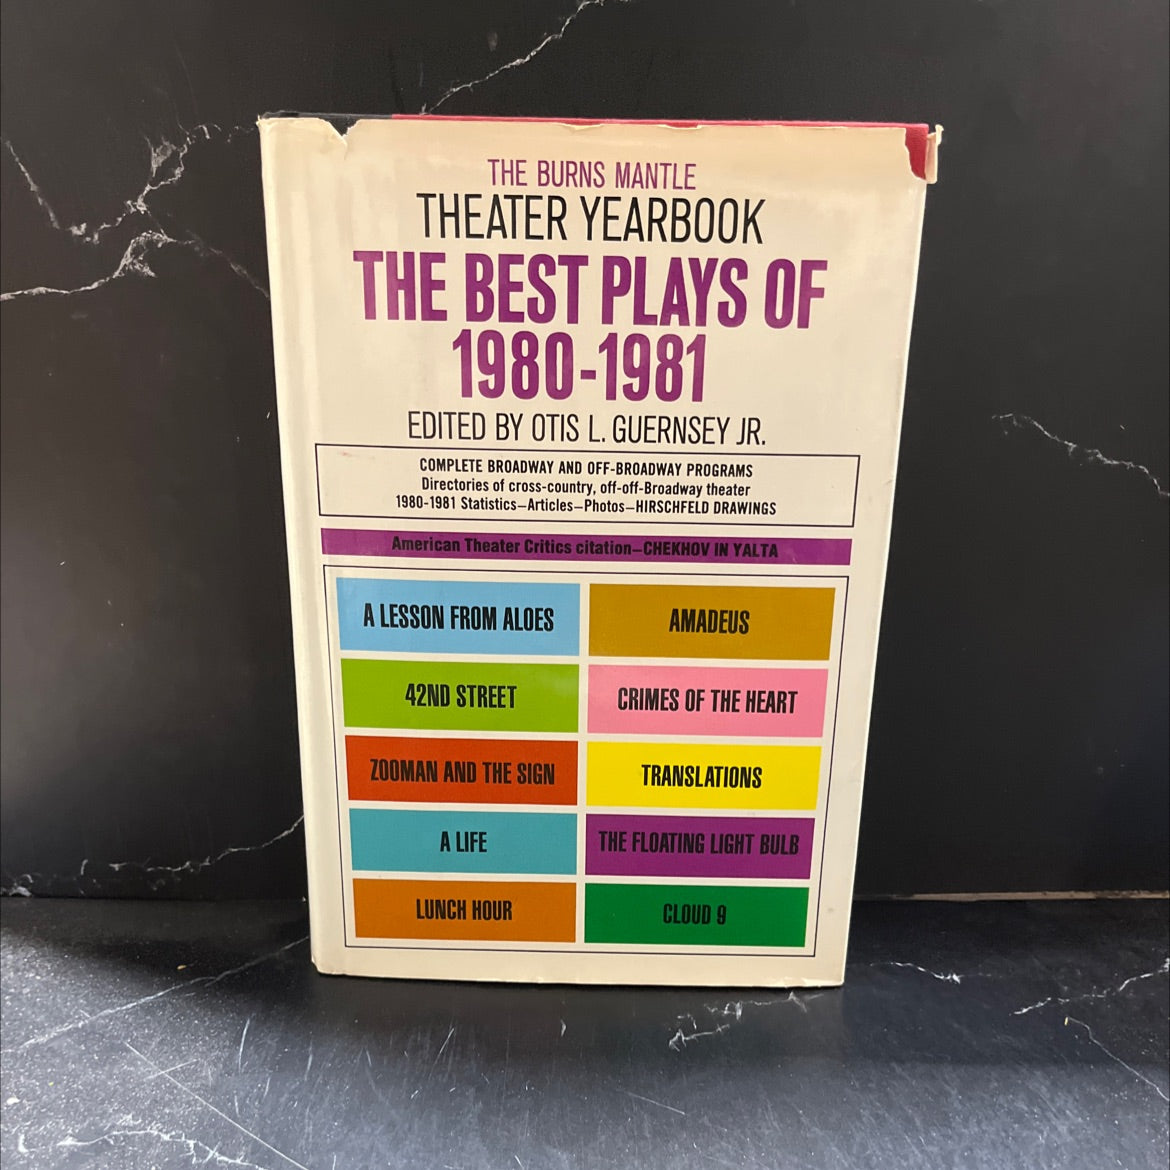 THE BURNS MANTLE
THEATER YEARBOOK
THE BEST PLAYS OF
1980-1981
EDITED BY OTIS L. GUERNSEY JR.
COMPLETE BROADWAY AND OFF-BROADWAY PROGRAMS
Directories of cross-country, off-off-Broadway theater
1980-1981 Statistics—Articles—Photos—HIRSCHFELD DRAWINGS
American Theater Critics citation—CHEKHOV IN YALTA
A LESSON FROM ALOES
AMADEUS
42ND STREET
CRIMES OF THE HEART
ZOOMAN AND THE SIGN
TRANSLATIONS
A LIFE
THE FLOATING LIGHT BULB
LUNCH HOUR
CLOUD 9